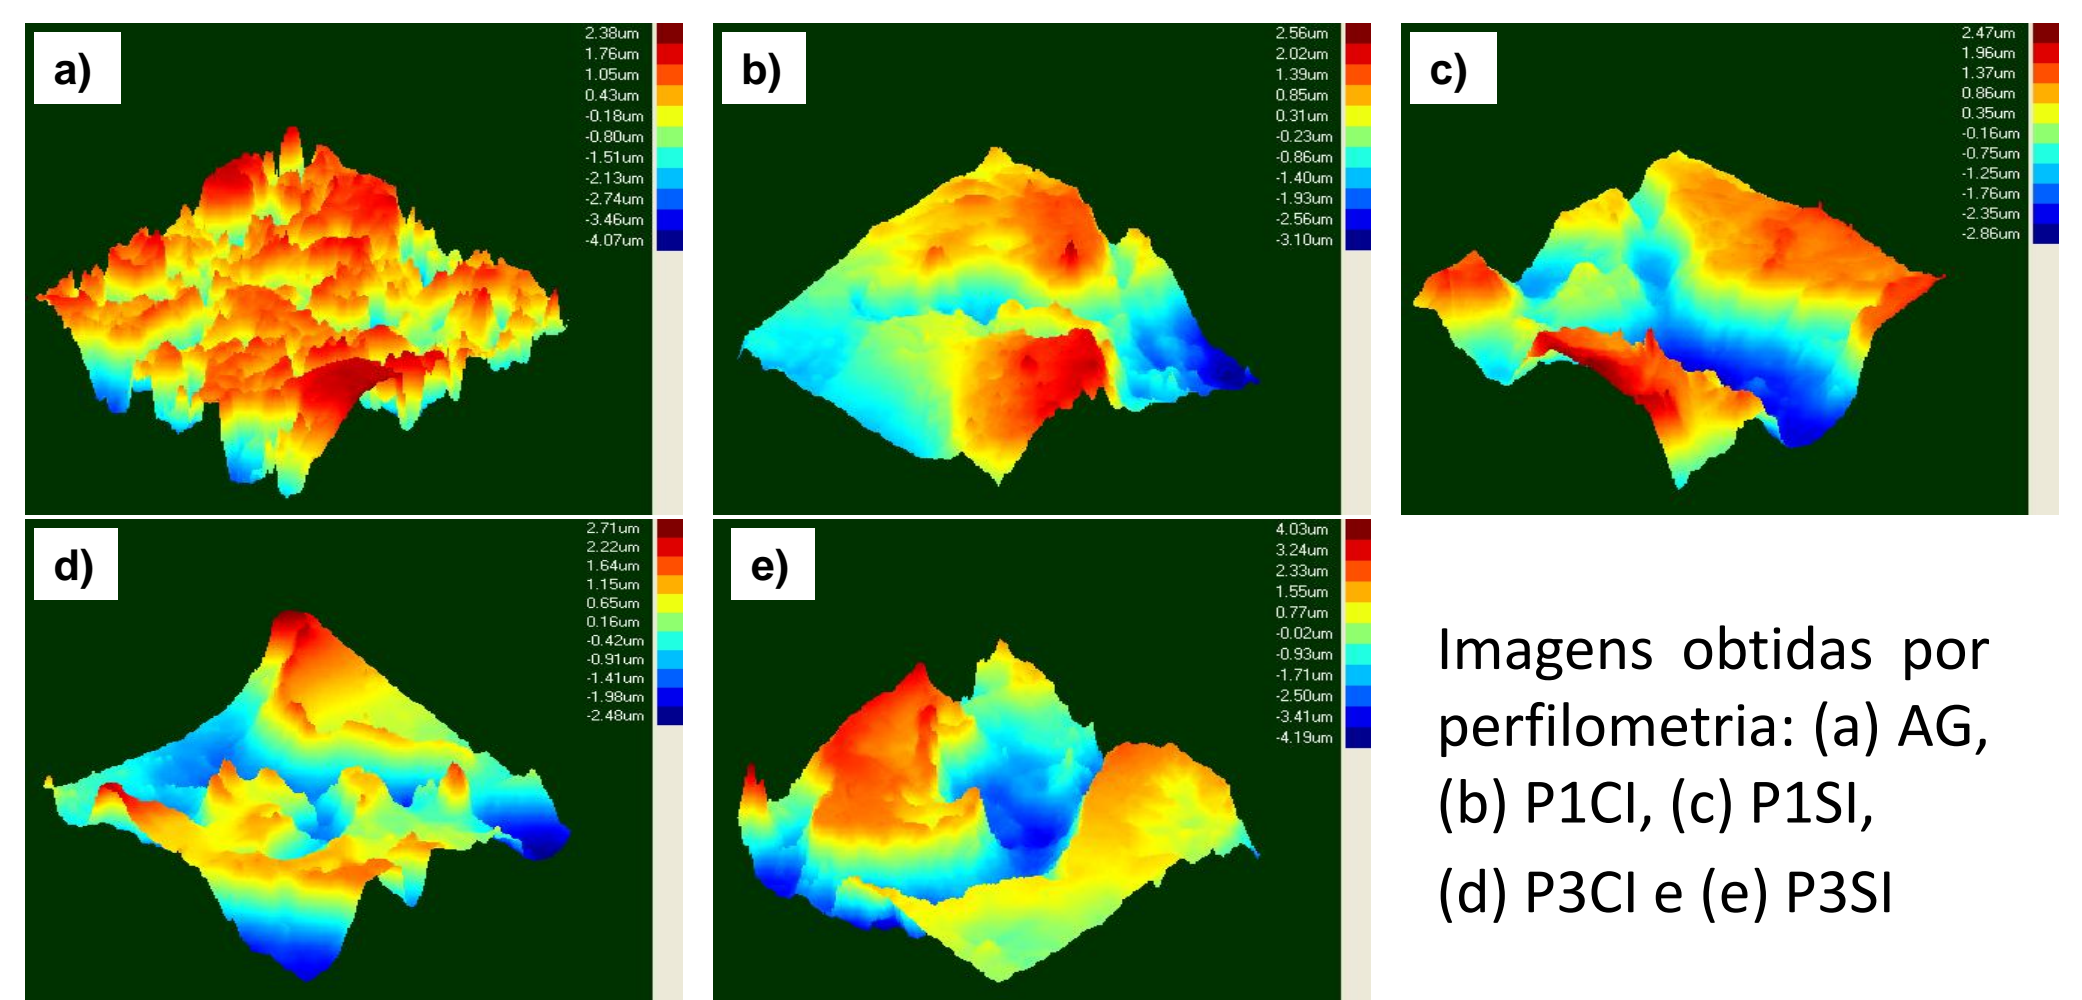 a)
2.38um
1.76um
1.05um
0.43um
-0.18um
-0.80um
-1.51um
-2.13um
-2.74um
-3.46um
-4.07um
b)
2.56um
2.02um
1.39um
0.85um
0.31um
-0.23um
-0.86um
-1.40um
-1.93um
-2.56um
-3.10um
c)
2.47um
1.96um
1.37um
0.86um
0.35um
-0.16um
-0.75um
-1.25um
-1.76um
-2.35um
-2.86um
d)
2.71um
2.22um
1.64um
1.15um
0.65um
0.16um
-0.42um
-0.91um
-1.41um
-1.98um
-2.48um
e)
4.03um
3.24um
2.33um
1.55um
0.77um
-0.02um
-0.93um
-1.71um
-2.50um
-3.41um
-4.19um
Imagens obtidas por
perfilometria: (a) AG,
(b) P1CI, (c) P1SI,
(d) P3CI e (e) P3SI